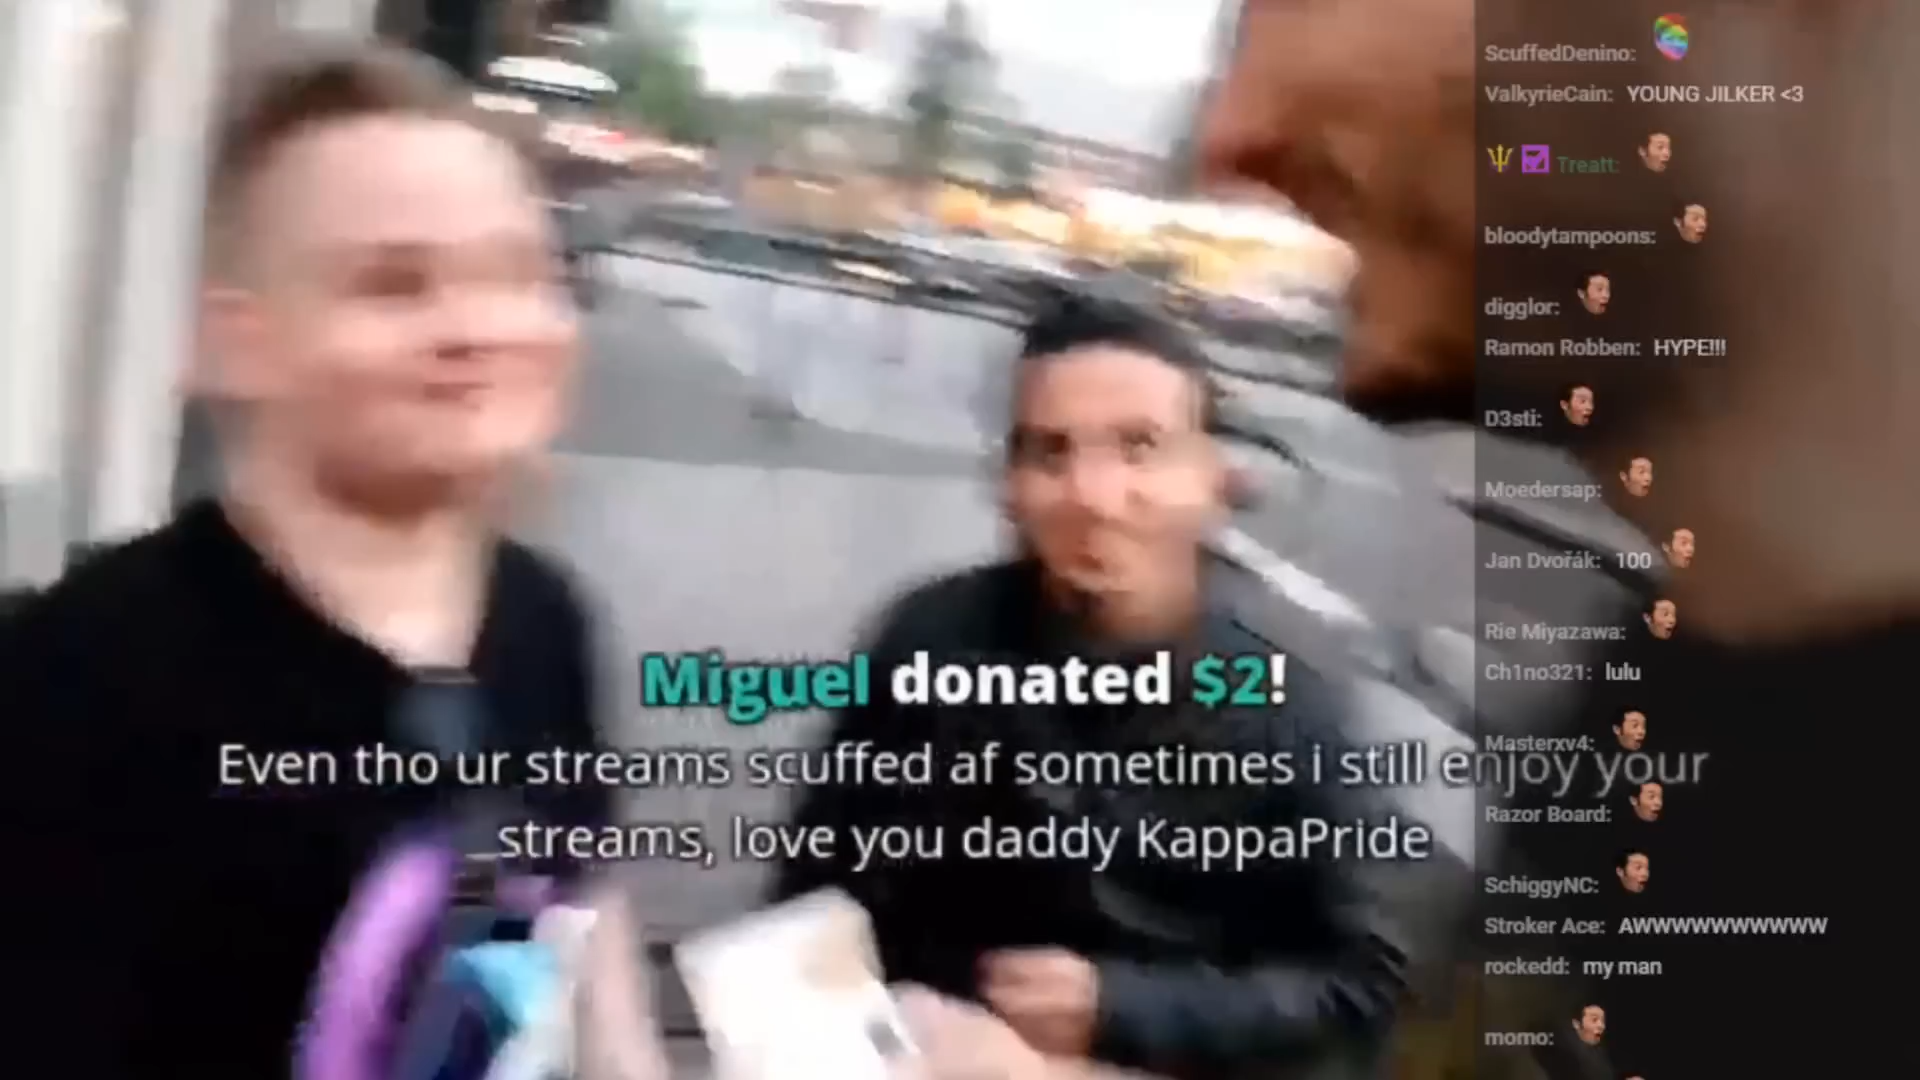 Miguel donated $2!
Even tho ur streams scuffed af sometimes i still enjoy your
streams, love you daddy KappaPride
ScuffedDenino:
ValkyrieCain: YOUNG JILKER <3
Treatt:
bloodytampoons:
digglor:
Ramon Robben: HYPE!!!
D3sti:
Moedersap:
Jan Dvořák: 100
Rie Miyazawa:
Ch1no321: lulu
Masterxv4:
Razor Board:
SchiggyNC:
Stroker Ace: AWWWWWWWWWW
rockedd: my man
momo: